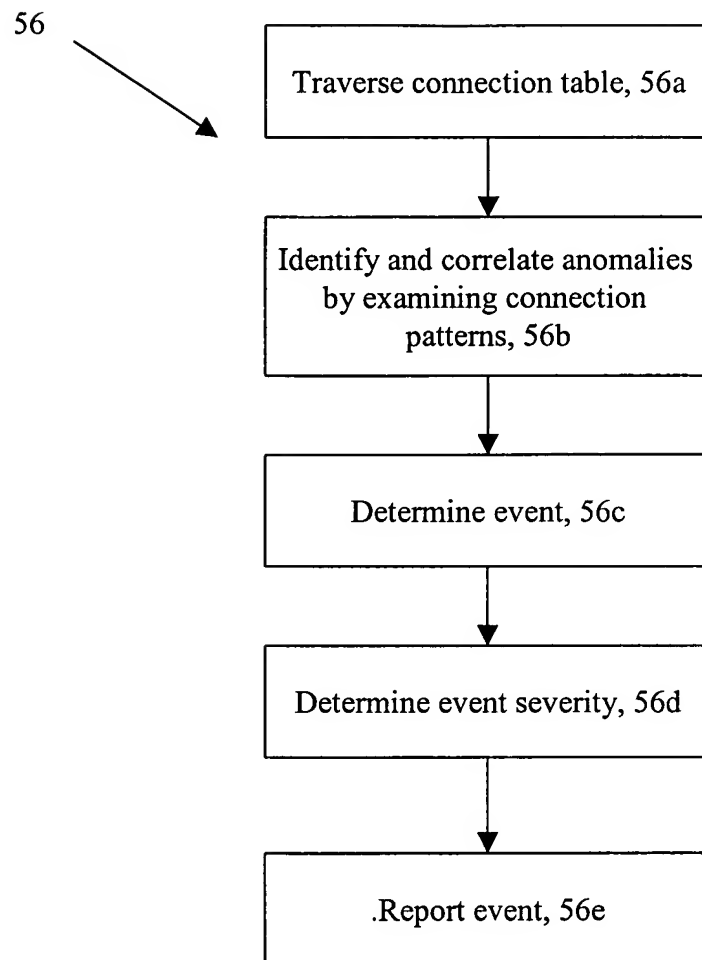 56
Traverse connection table, 56a
Identify and correlate anomalies
by examining connection
patterns, 56b
Determine event, 56c
Determine event severity, 56d
.Report event, 56e